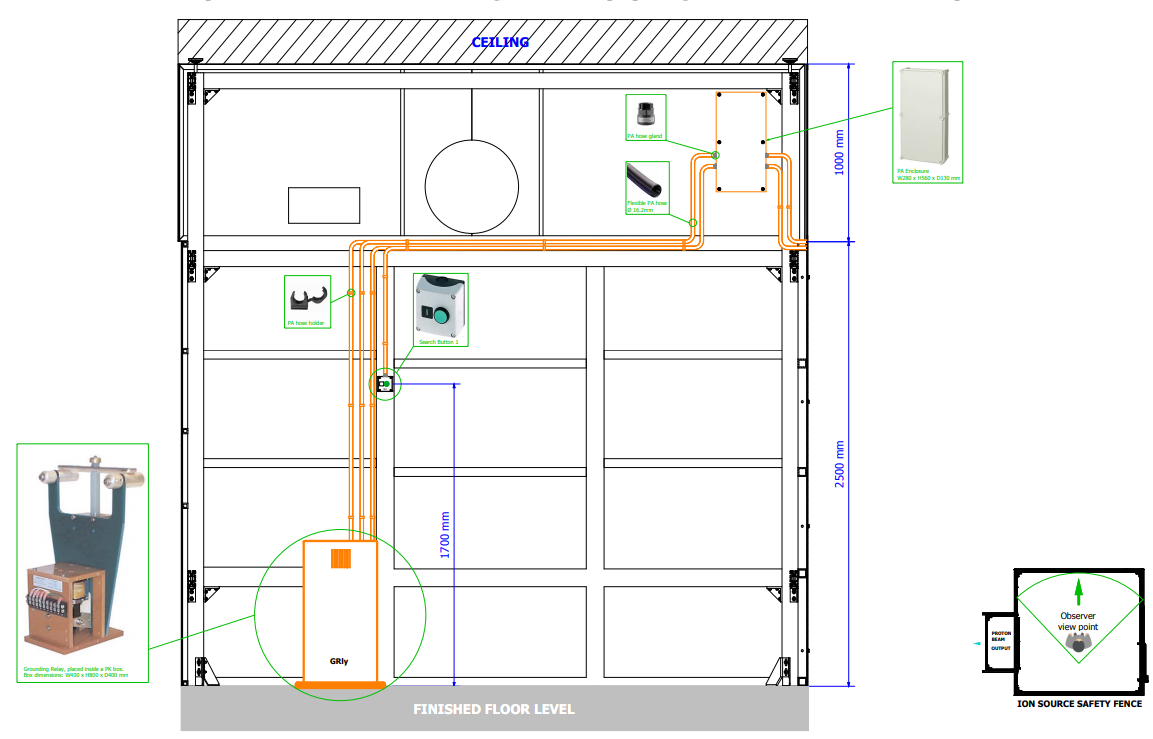 CEILING
PA hose gland
1000 mm
PA Enclosure
W280 x H560 x D130 mm
Flexible PA hose
Ø 16.2mm
PA hose holder
Search Button 1
2500 mm
1700 mm
Grounding Relay, placed inside a PK box.
Box dimensions: W400 x H800 x D400 mm
GRly
FINISHED FLOOR LEVEL
Observer
view point
PROTON
BEAM
OUTPUT
ION SOURCE SAFETY FENCE